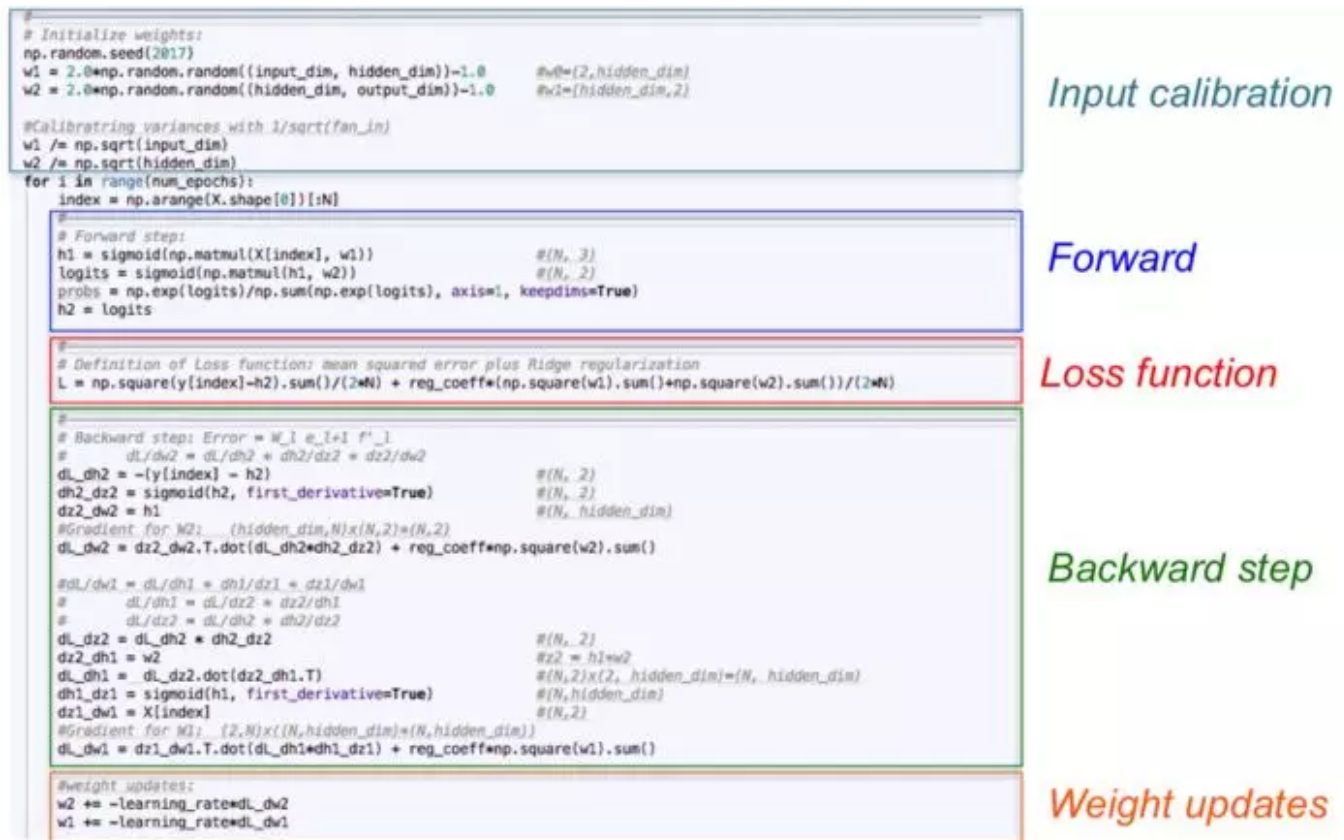 #
# Initialize weights:
np.random.seed(2017)
w1 = 2.0*np.random.random((input_dim, hidden_dim))-1.0 #w0=(2,hidden_dim)
w2 = 2.0*np.random.random((hidden_dim, output_dim))-1.0 #w1=(hidden_dim,2)
#Calibratring variances with 1/sqrt(fan_in)
w1 /= np.sqrt(input_dim)
w2 /= np.sqrt(hidden_dim)
Input calibration
for i in range(num_epochs):
index = np.arange(X.shape[0])[:N]
#
# Forward step:
h1 = sigmoid(np.matmul(X[index], w1)) #(N, 3)
logits = sigmoid(np.matmul(h1, w2)) #(N, 2)
probs = np.exp(logits)/np.sum(np.exp(logits), axis=1, keepdims=True)
h2 = logits
Forward
#
# Definition of Loss function: mean squared error plus Ridge regularization
L = np.square(y[index]-h2).sum()/(2*N) + reg_coeff*(np.square(w1).sum()+np.square(w2).sum())/(2*N)
Loss function
#
# Backward step: Error = W_l e_l+1 f'_l
# dL/dw2 = dL/dh2 * dh2/dz2 * dz2/dw2
dL_dh2 = -(y[index] - h2) #(N, 2)
dh2_dz2 = sigmoid(h2, first_derivative=True) #(N, 2)
dz2_dw2 = h1 #(N, hidden_dim)
#Gradient for W2: (hidden_dim,N)x(N,2)=(N,2)
dL_dw2 = dz2_dw2.T.dot(dL_dh2*dh2_dz2) + reg_coeff*np.square(w2).sum()
#dL/dw1 = dL/dh1 * dh1/dz1 * dz1/dw1
# dL/dh1 = dL/dz2 * dz2/dh1
# dL/dz2 = dL/dh2 * dh2/dz2
dL_dz2 = dL_dh2 * dh2_dz2 #(N, 2)
dz2_dh1 = w2 #z2 = h1*w2
dL_dh1 = dL_dz2.dot(dz2_dh1.T) #(N,2)x(2, hidden_dim)=(N, hidden_dim)
dh1_dz1 = sigmoid(h1, first_derivative=True) #(N,hidden_dim)
dz1_dw1 = X[index] #(N,2)
#Gradient for W1: (2,N)x((N,hidden_dim)*(N,hidden_dim))
dL_dw1 = dz1_dw1.T.dot(dL_dh1*dh1_dz1) + reg_coeff*np.square(w1).sum()
Backward step
#weight updates:
w2 += -learning_rate*dL_dw2
w1 += -learning_rate*dL_dw1
Weight updates